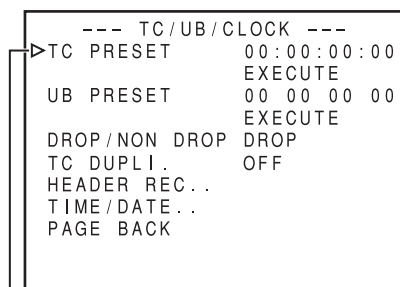 --- TC/UB/CLOCK ---
TC PRESET 00:00:00:00
EXECUTE
UB PRESET 00 00 00 00
EXECUTE
DROP/NON DROP DROP
TC DUPLI. OFF
HEADER REC..
TIME/DATE..
PAGE BACK